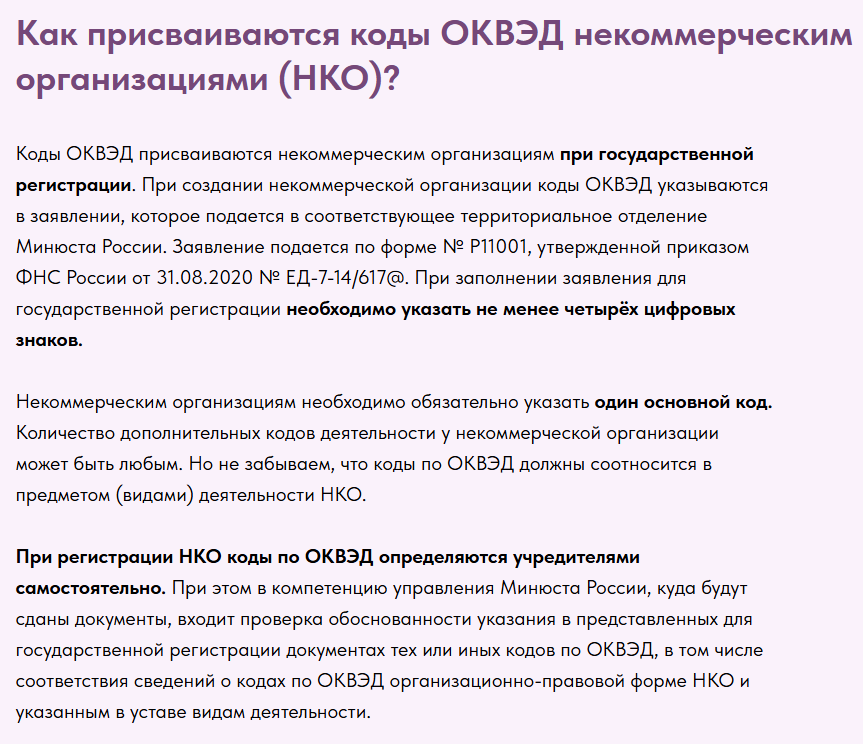 Как присваиваются коды ОКВЭД некоммерческим
организациями (НКО)?
Коды ОКВЭД присваиваются некоммерческим организациям при государственной
регистрации. При создании некоммерческой организации коды ОКВЭД указываются
в заявлении, которое подается в соответствующее территориальное отделение
Минюста России. Заявление подается по форме № Р11001, утвержденной приказом
ФНС России от 31.08.2020 № ЕД-7-14/617@. При заполнении заявления для
государственной регистрации необходимо указать не менее четырёх цифровых
знаков.
Некоммерческим организациям необходимо обязательно указать один основной код.
Количество дополнительных кодов деятельности у некоммерческой организации
может быть любым. Но не забываем, что коды по ОКВЭД должны соотносится в
предметом (видами) деятельности НКО.
При регистрации НКО коды по ОКВЭД определяются учредителями
самостоятельно. При этом в компетенцию управления Минюста России, куда будут
сданы документы, входит проверка обоснованности указания в представленных для
государственной регистрации документах тех или иных кодов по ОКВЭД, в том числе
соответствия сведений о кодах по ОКВЭД организационно-правовой форме НКО и
указанным в уставе видам деятельности.